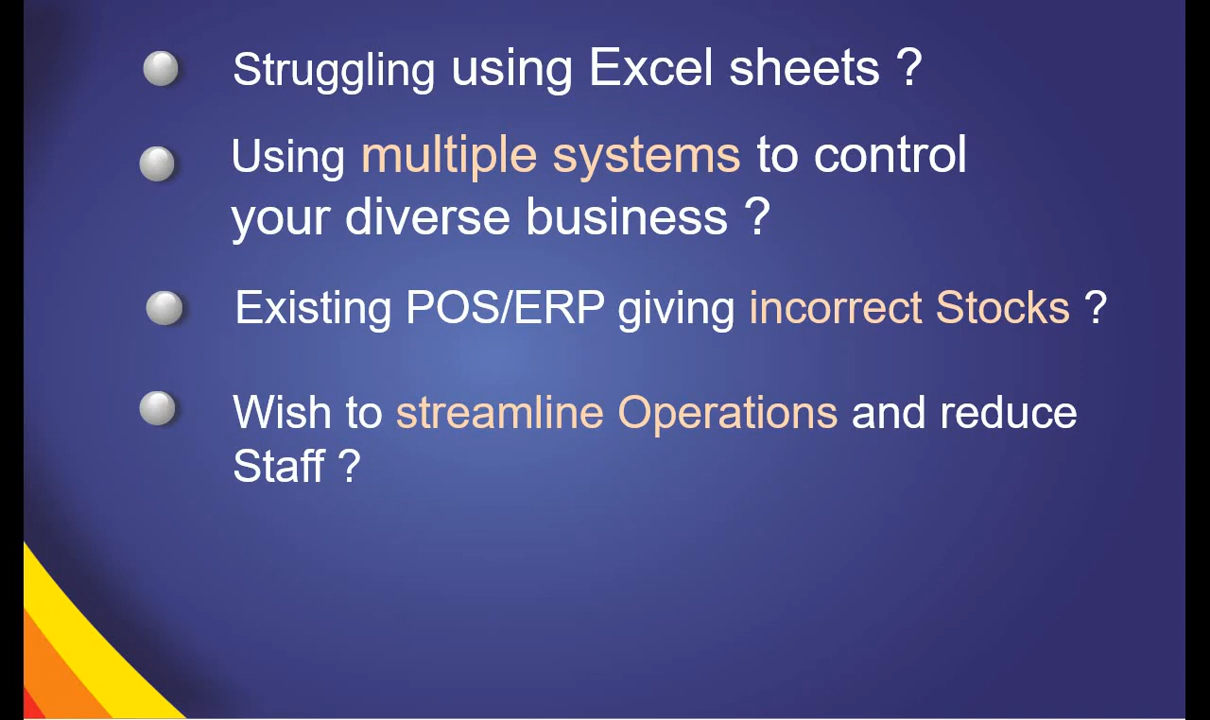 Struggling using Excel sheets ?
Using multiple systems to control
your diverse business ?
Existing POS/ERP giving incorrect Stocks ?
Wish to streamline Operations and reduce
Staff ?